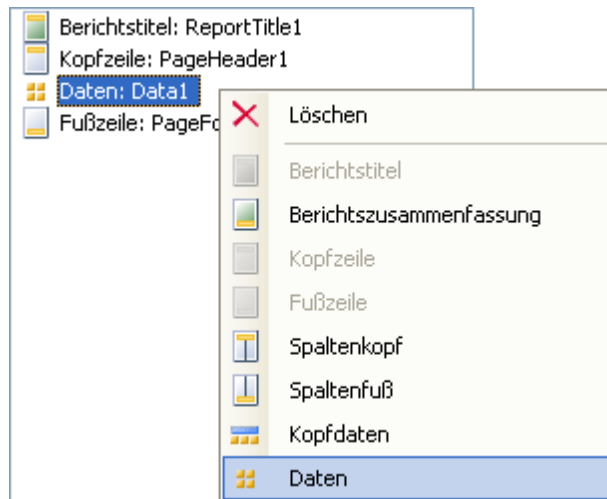 Berichtstitel: ReportTitle1
Kopfzeile: PageHeader1
Daten: Data1
Fußzeile: PageFo
Löschen
Berichtstitel
Berichtszusammenfassung
Kopfzeile
Fußzeile
Spaltenkopf
Spaltenfuß
Kopfdaten
Daten